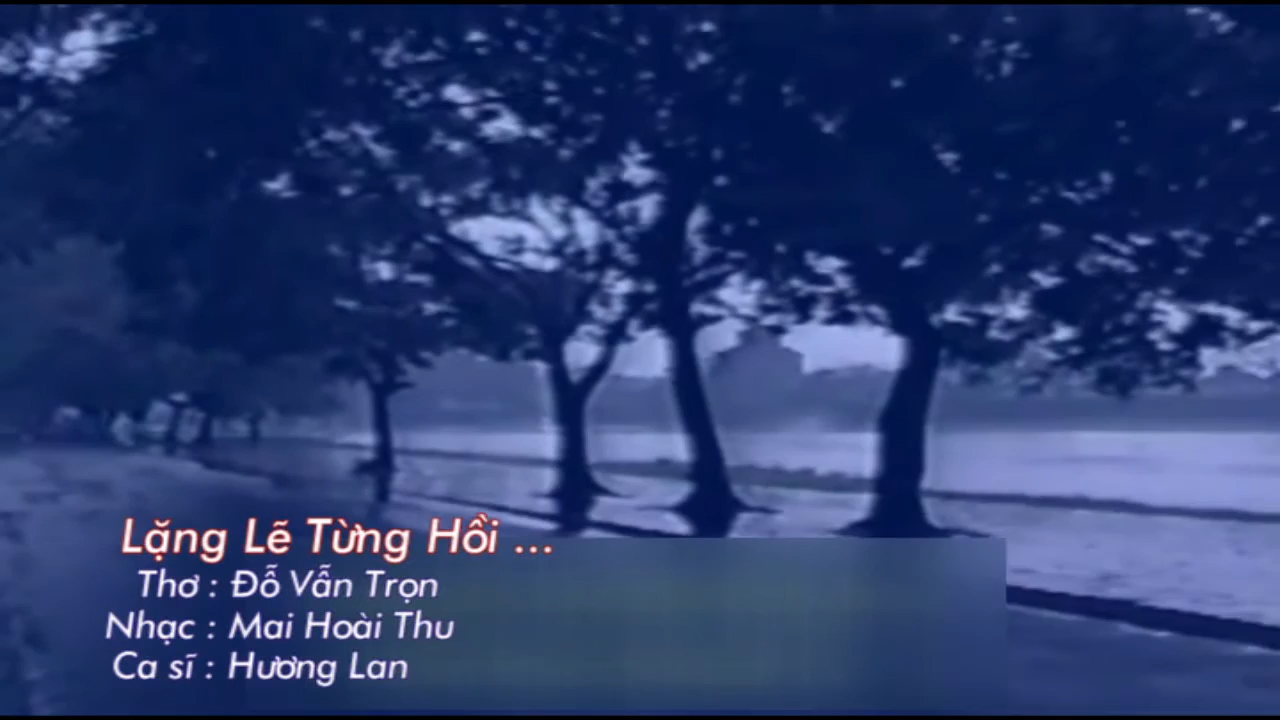 Lặng Lẽ Từng Hồi ...
Thơ : Đỗ Vẫn Trọn
Nhạc : Mai Hoài Thu
Ca sĩ : Hương Lan